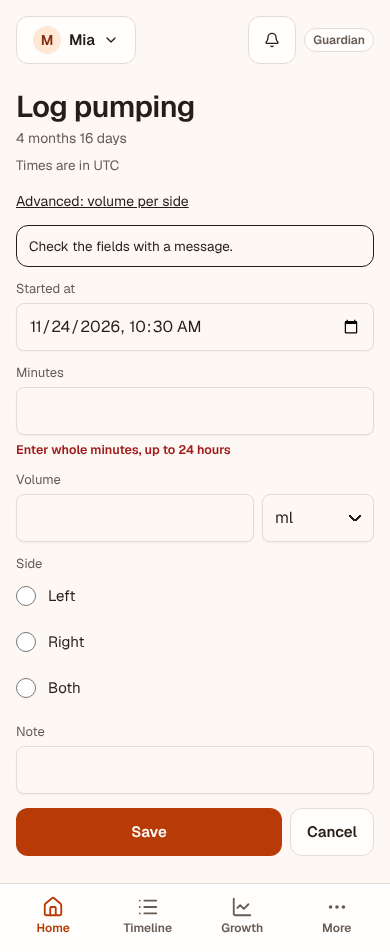 M Mia
Guardian
Log pumping
4 months 16 days
Times are in UTC
Advanced: volume per side
Check the fields with a message.
Started at
11/24/2026, 10:30 AM
Minutes
Enter whole minutes, up to 24 hours
Volume
ml
Side
Left
Right
Both
Note
Save Cancel
Home Timeline Growth More